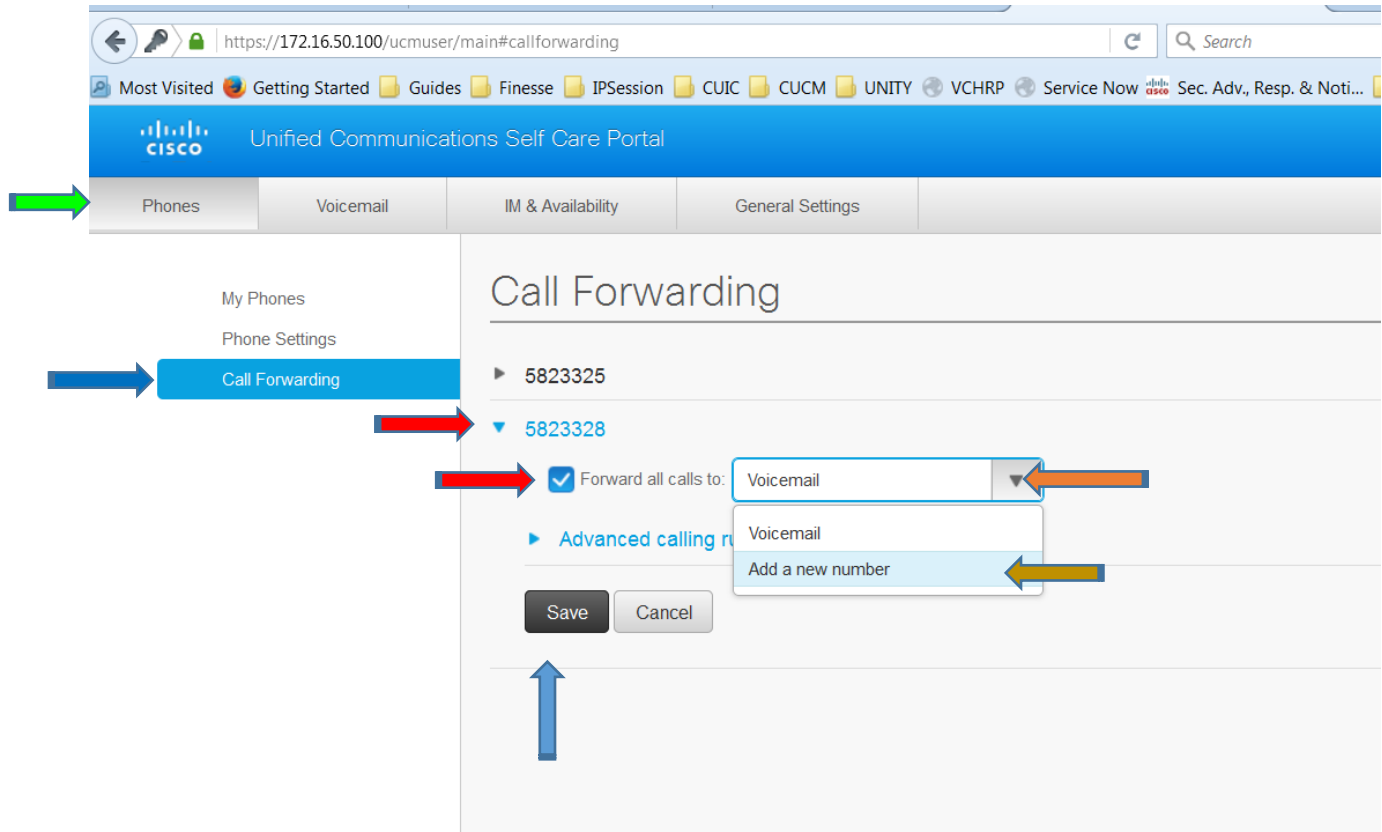 https://172.16.50.100/ucmuser/main#callforwarding
Search
Most Visited Getting Started Guides Finesse IPSession CUIC CUCM UNITY VCHRP Service Now Sec. Adv., Resp. & Noti...
CISCO Unified Communications Self Care Portal
Phones Voicemail IM & Availability General Settings
Call Forwarding
My Phones
Phone Settings
Call Forwarding
5823325
5823328
Forward all calls to: Voicemail
Voicemail
Advanced calling ru
Add a new number
Save Cancel